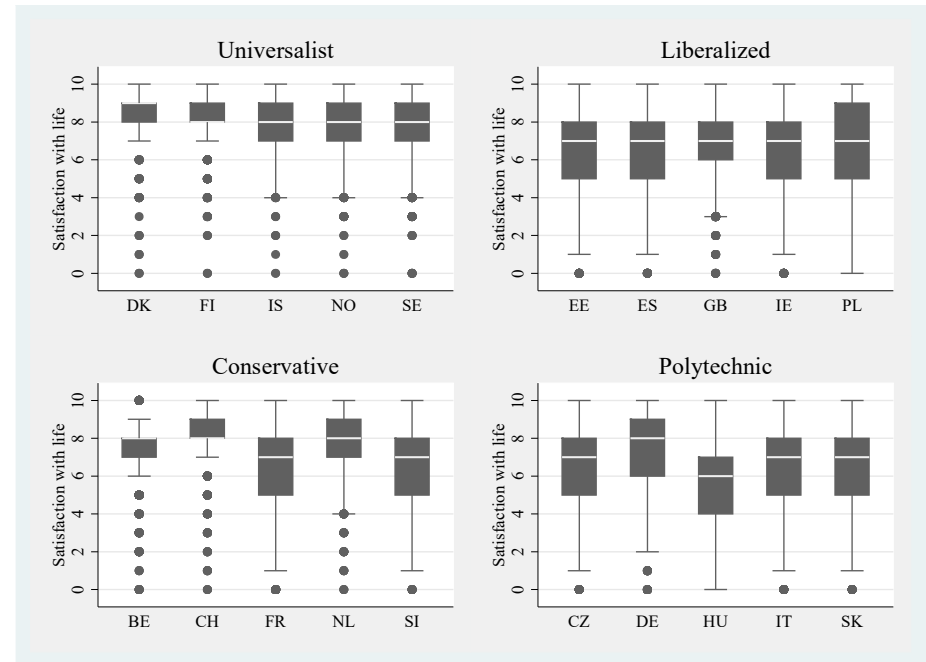 Universalist
Satisfaction with life
10
8
6
4
2
0
DK FI IS NO SE
Liberalized
Satisfaction with life
10
8
6
4
2
0
EE ES GB IE PL
Conservative
Satisfaction with life
10
8
6
4
2
0
BE CH FR NL SI
Polytechnic
Satisfaction with life
10
8
6
4
2
0
CZ DE HU IT SK